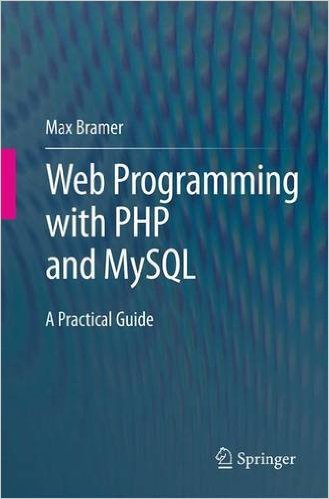 Max Bramer
Web Programming
with PHP
and MySQL
A Practical Guide
Springer